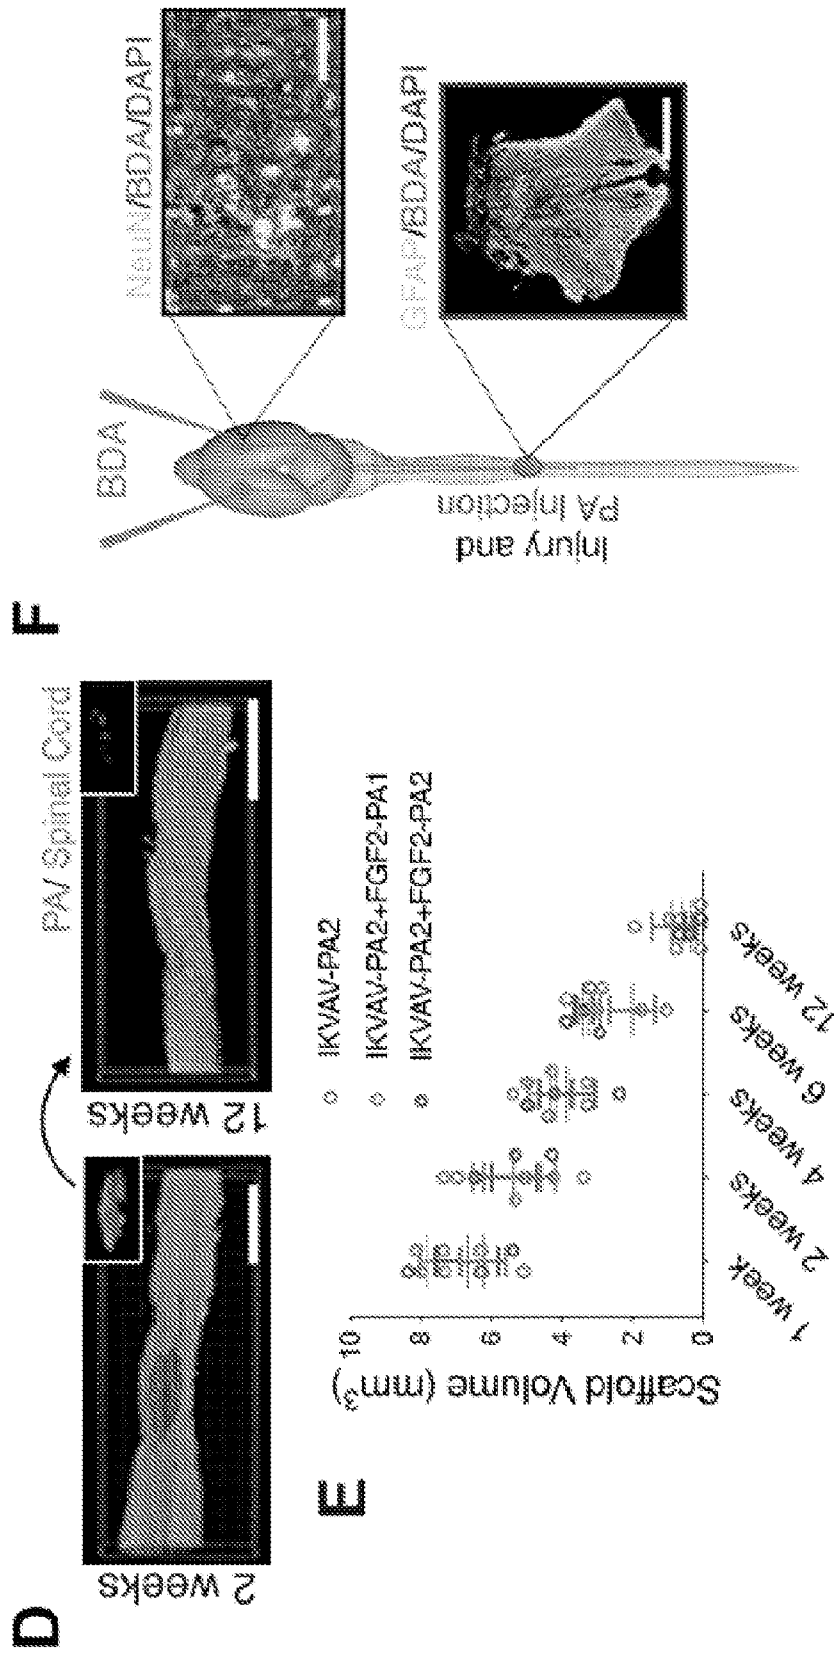 D
2 weeks
12 weeks
PA/ Spinal Cord
E
Scaffold Volume (mm³)
10
8
6
4
2
0
1 week
2 weeks
4 weeks
6 weeks
12 weeks
IKVAV-PA2
IKVAV-PA2+FGF2-PA1
IKVAV-PA2+FGF2-PA2
F
BDA
Injury and
PA Injection
NeuN/BDA/DAPI
GFAP/BDA/DAPI